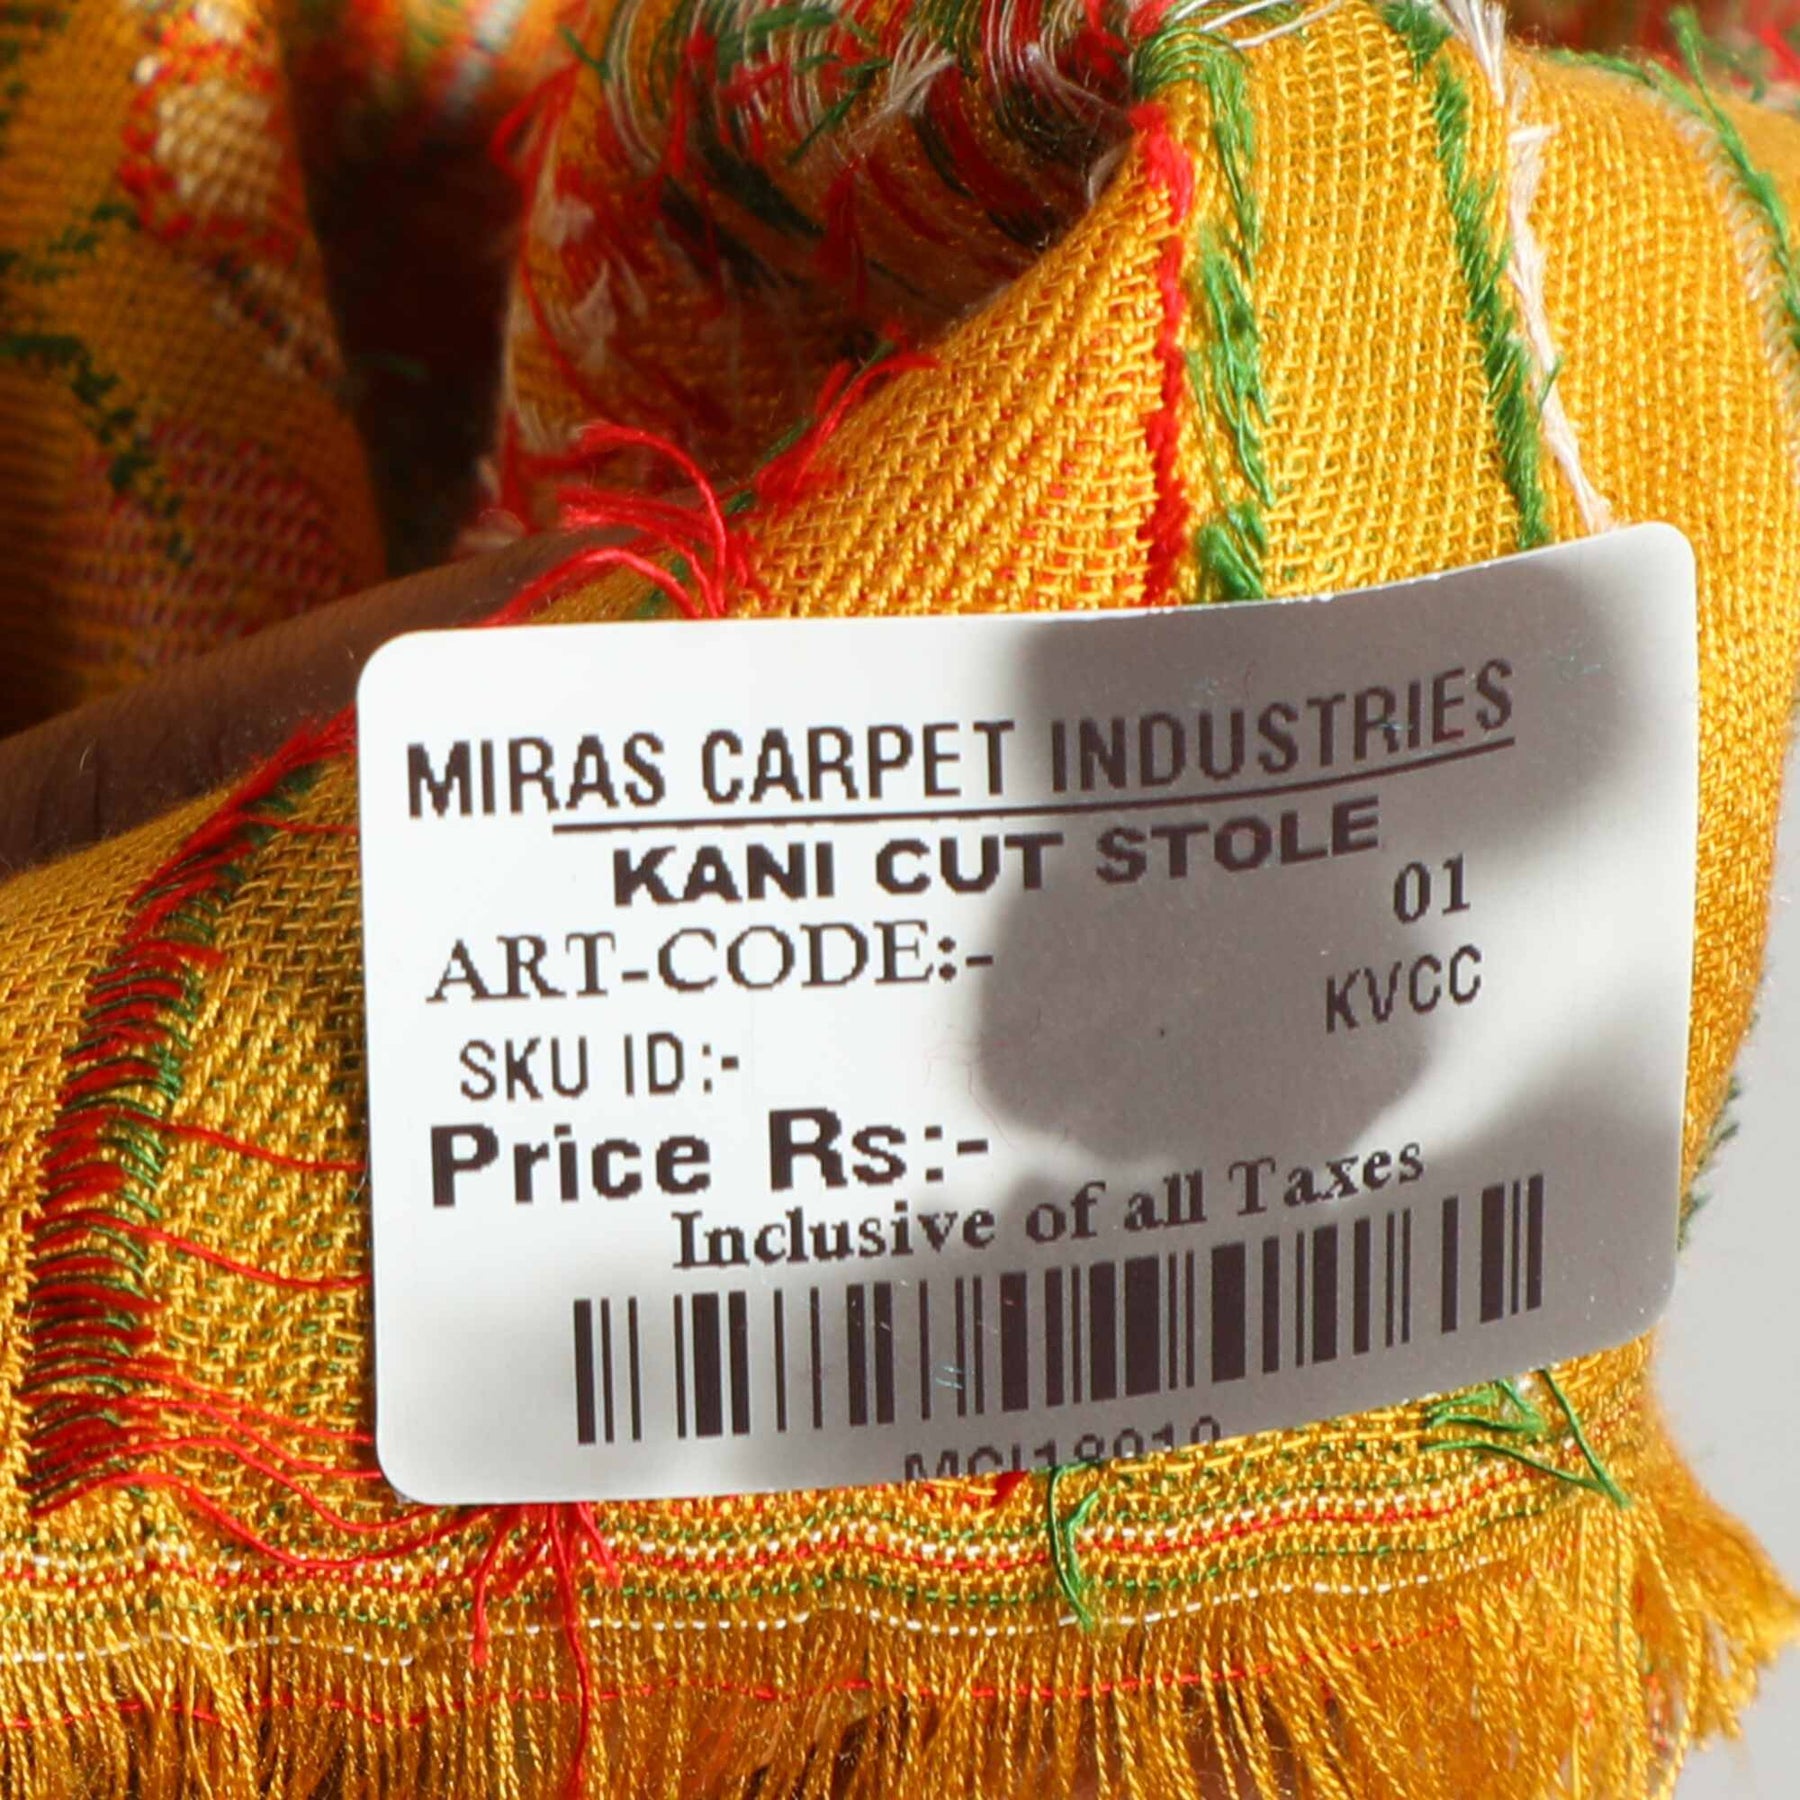 MIRAS CARPET INDUSTRIES
KANI CUT STOLE
ART-CODE:- 01
SKU ID:- KVCC
Price Rs:-
Inclusive of all Taxes